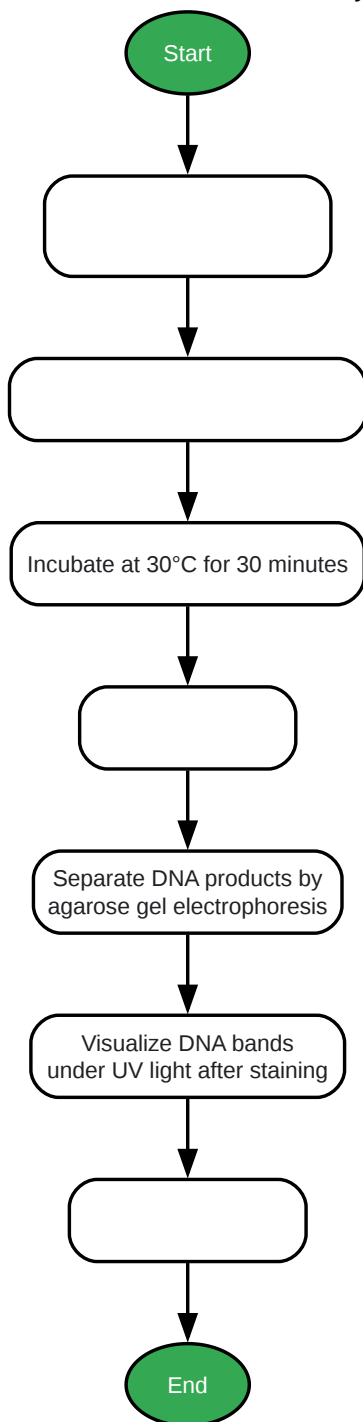 Start
Incubate at 30°C for 30 minutes
Separate DNA products by
agarose gel electrophoresis
Visualize DNA bands
under UV light after staining
End